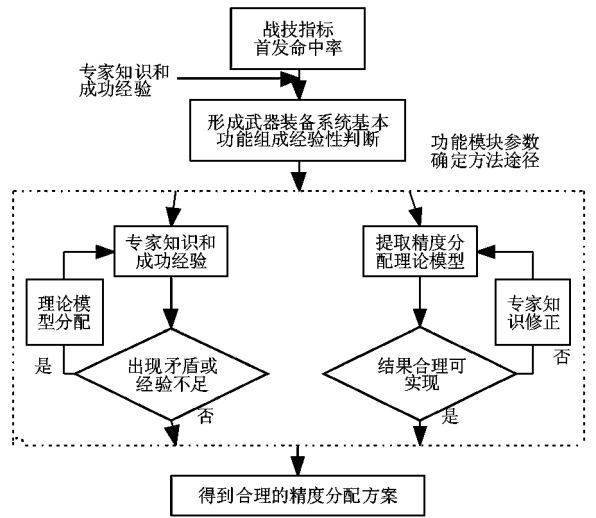 战技指标
首发命中率
专家知识和
成功经验
形成武器装备系统基本
功能组成经验性判断
功能模块参数
确定方法途径
专家知识和
成功经验
提取精度分
配理论模型
理论模
型分配
专家知
识修正
是
出现矛盾或
经验不足
否
结果合理可
实现
否
是
得到合理的精度分配方案